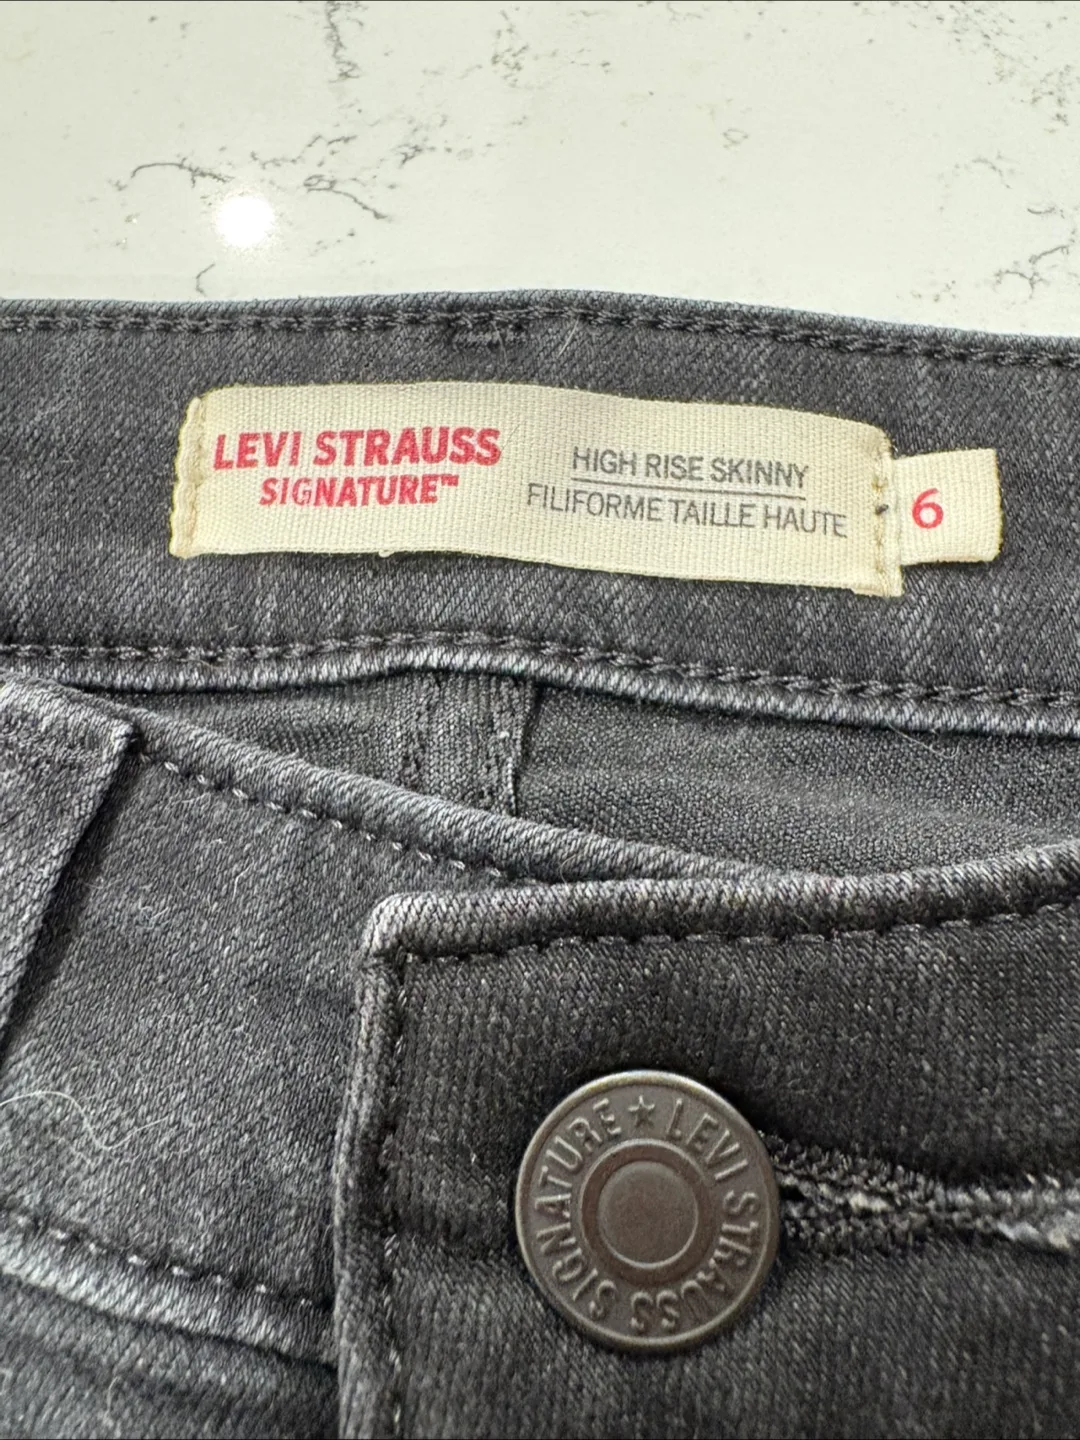 LEVI STRAUSS
SIGNATURE™
HIGH RISE SKINNY
FILIFORME TAILLE HAUTE
6
LEVI STRAUSS SIGNATURE ★